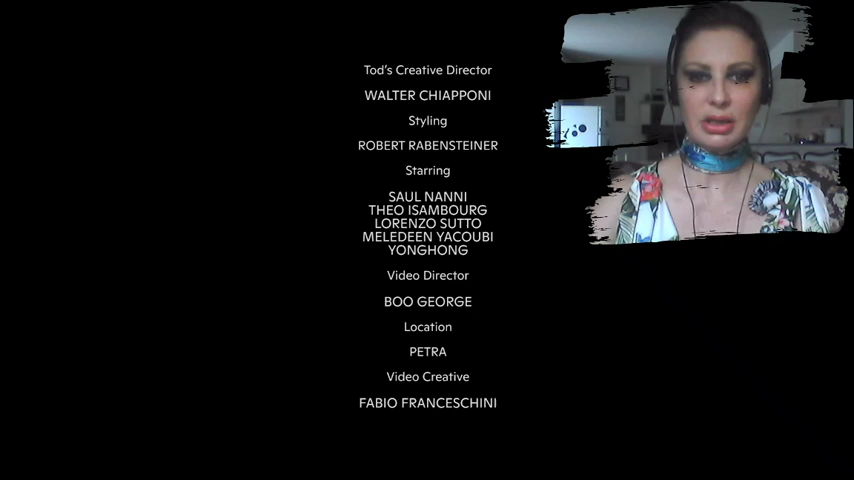 Tod's Creative Director
WALTER CHIAPPONI
Styling
ROBERT RABENSTEINER
Starring
SAUL NANNI
THEO ISAMBOURG
LORENZO SUTTO
MELEDEEN YACOUBI
YONGHONG
Video Director
BOO GEORGE
Location
PETRA
Video Creative
FABIO FRANCESCHINI